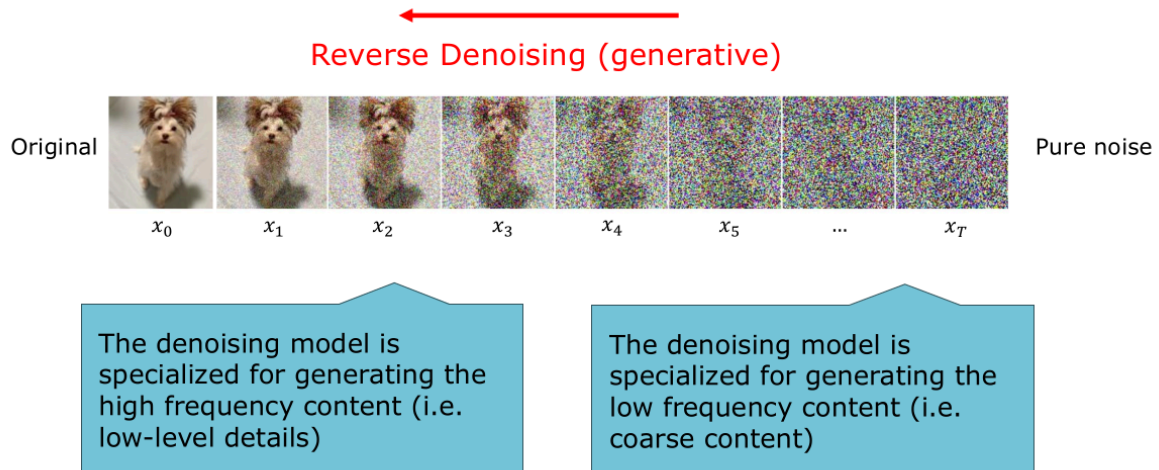 Reverse Denoising (generative)
Original
Pure noise
x₀
x₁
x₂
x₃
x₄
x₅
...
x_T
The denoising model is
specialized for generating the
high frequency content (i.e.
low-level details)
The denoising model is
specialized for generating the
low frequency content (i.e.
coarse content)